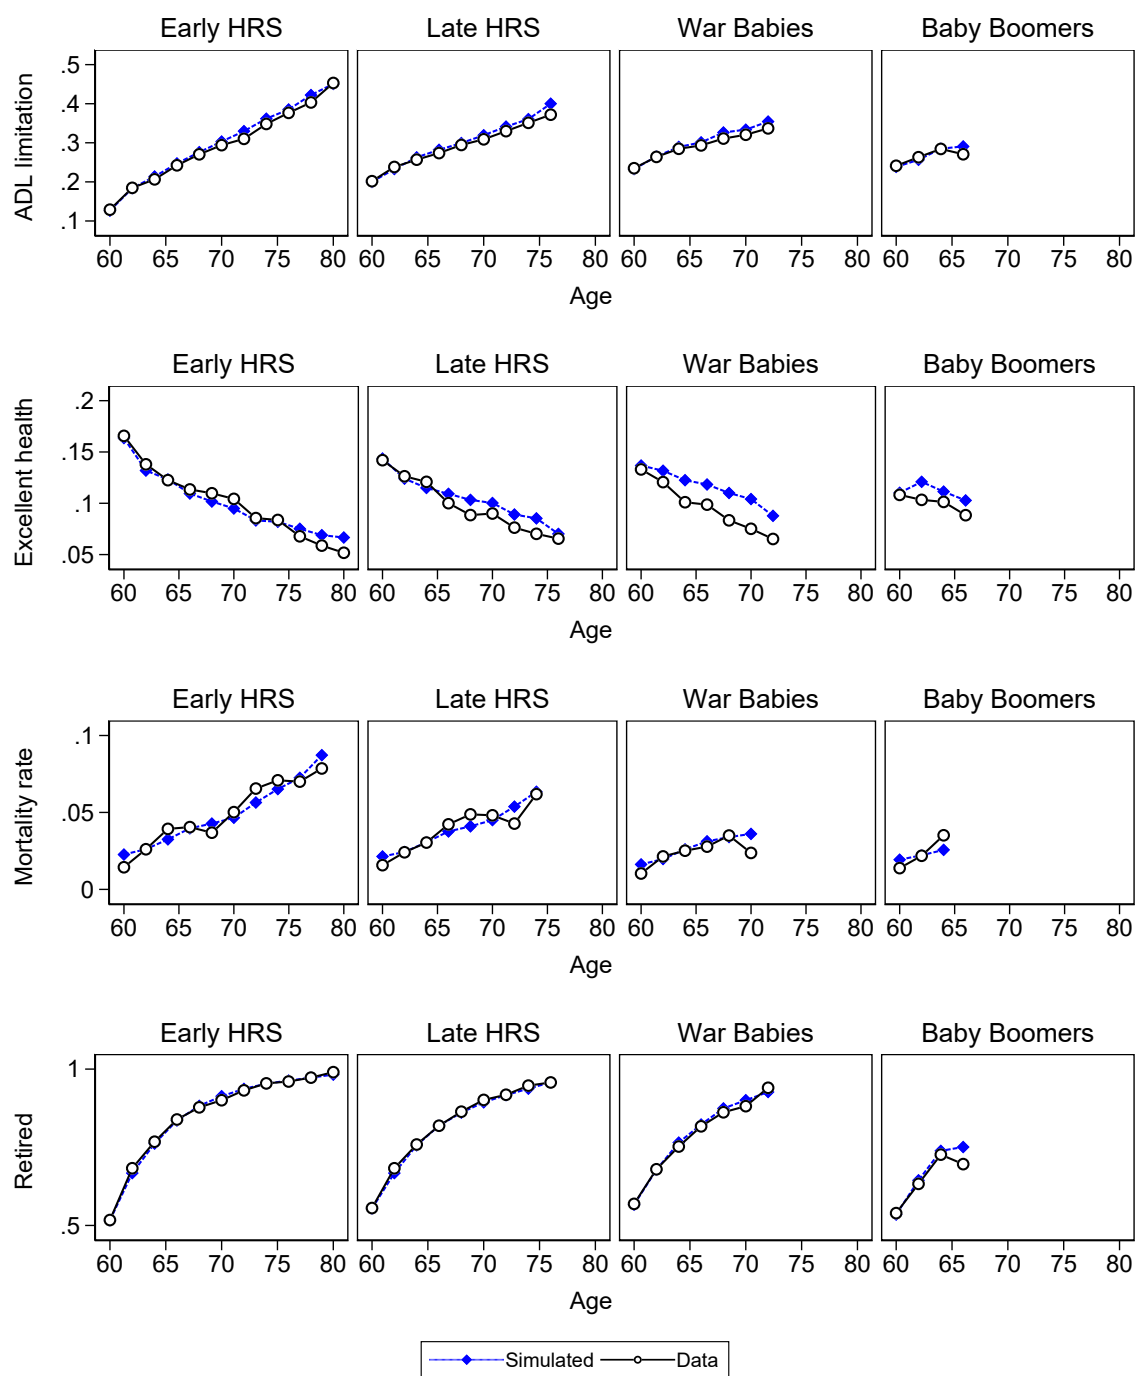 Early HRS Late HRS War Babies Baby Boomers
ADL limitation
.5
.4
.3
.2
.1
60 65 70 75 80 60 65 70 75 80 60 65 70 75 80 60 65 70 75 80
Age
Early HRS Late HRS War Babies Baby Boomers
Excellent health
.2
.15
.1
.05
60 65 70 75 80 60 65 70 75 80 60 65 70 75 80 60 65 70 75 80
Age
Early HRS Late HRS War Babies Baby Boomers
Mortality rate
.1
.05
0
60 65 70 75 80 60 65 70 75 80 60 65 70 75 80 60 65 70 75 80
Age
Early HRS Late HRS War Babies Baby Boomers
Retired
1
.5
60 65 70 75 80 60 65 70 75 80 60 65 70 75 80 60 65 70 75 80
Age
Simulated Data